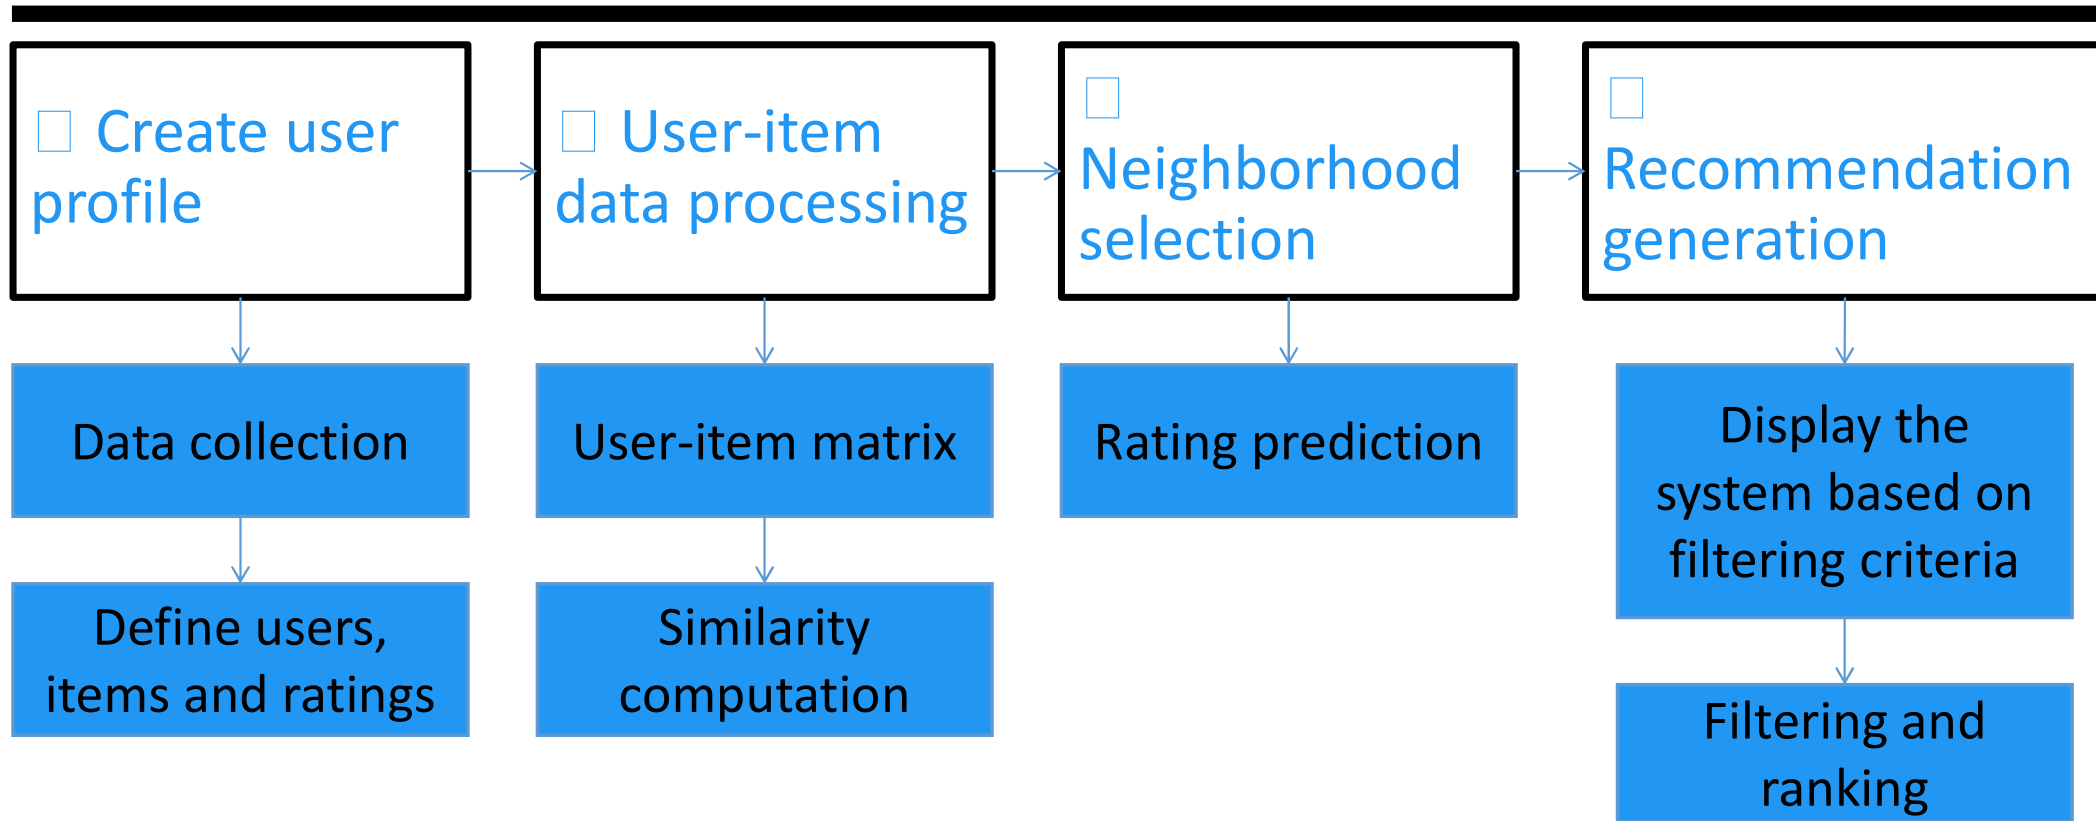 □ Create user
profile
□ User-item
data processing
□
Neighborhood
selection
□
Recommendation
generation
Data collection
User-item matrix
Rating prediction
Display the
system based on
filtering criteria
Define users,
items and ratings
Similarity
computation
Filtering and
ranking